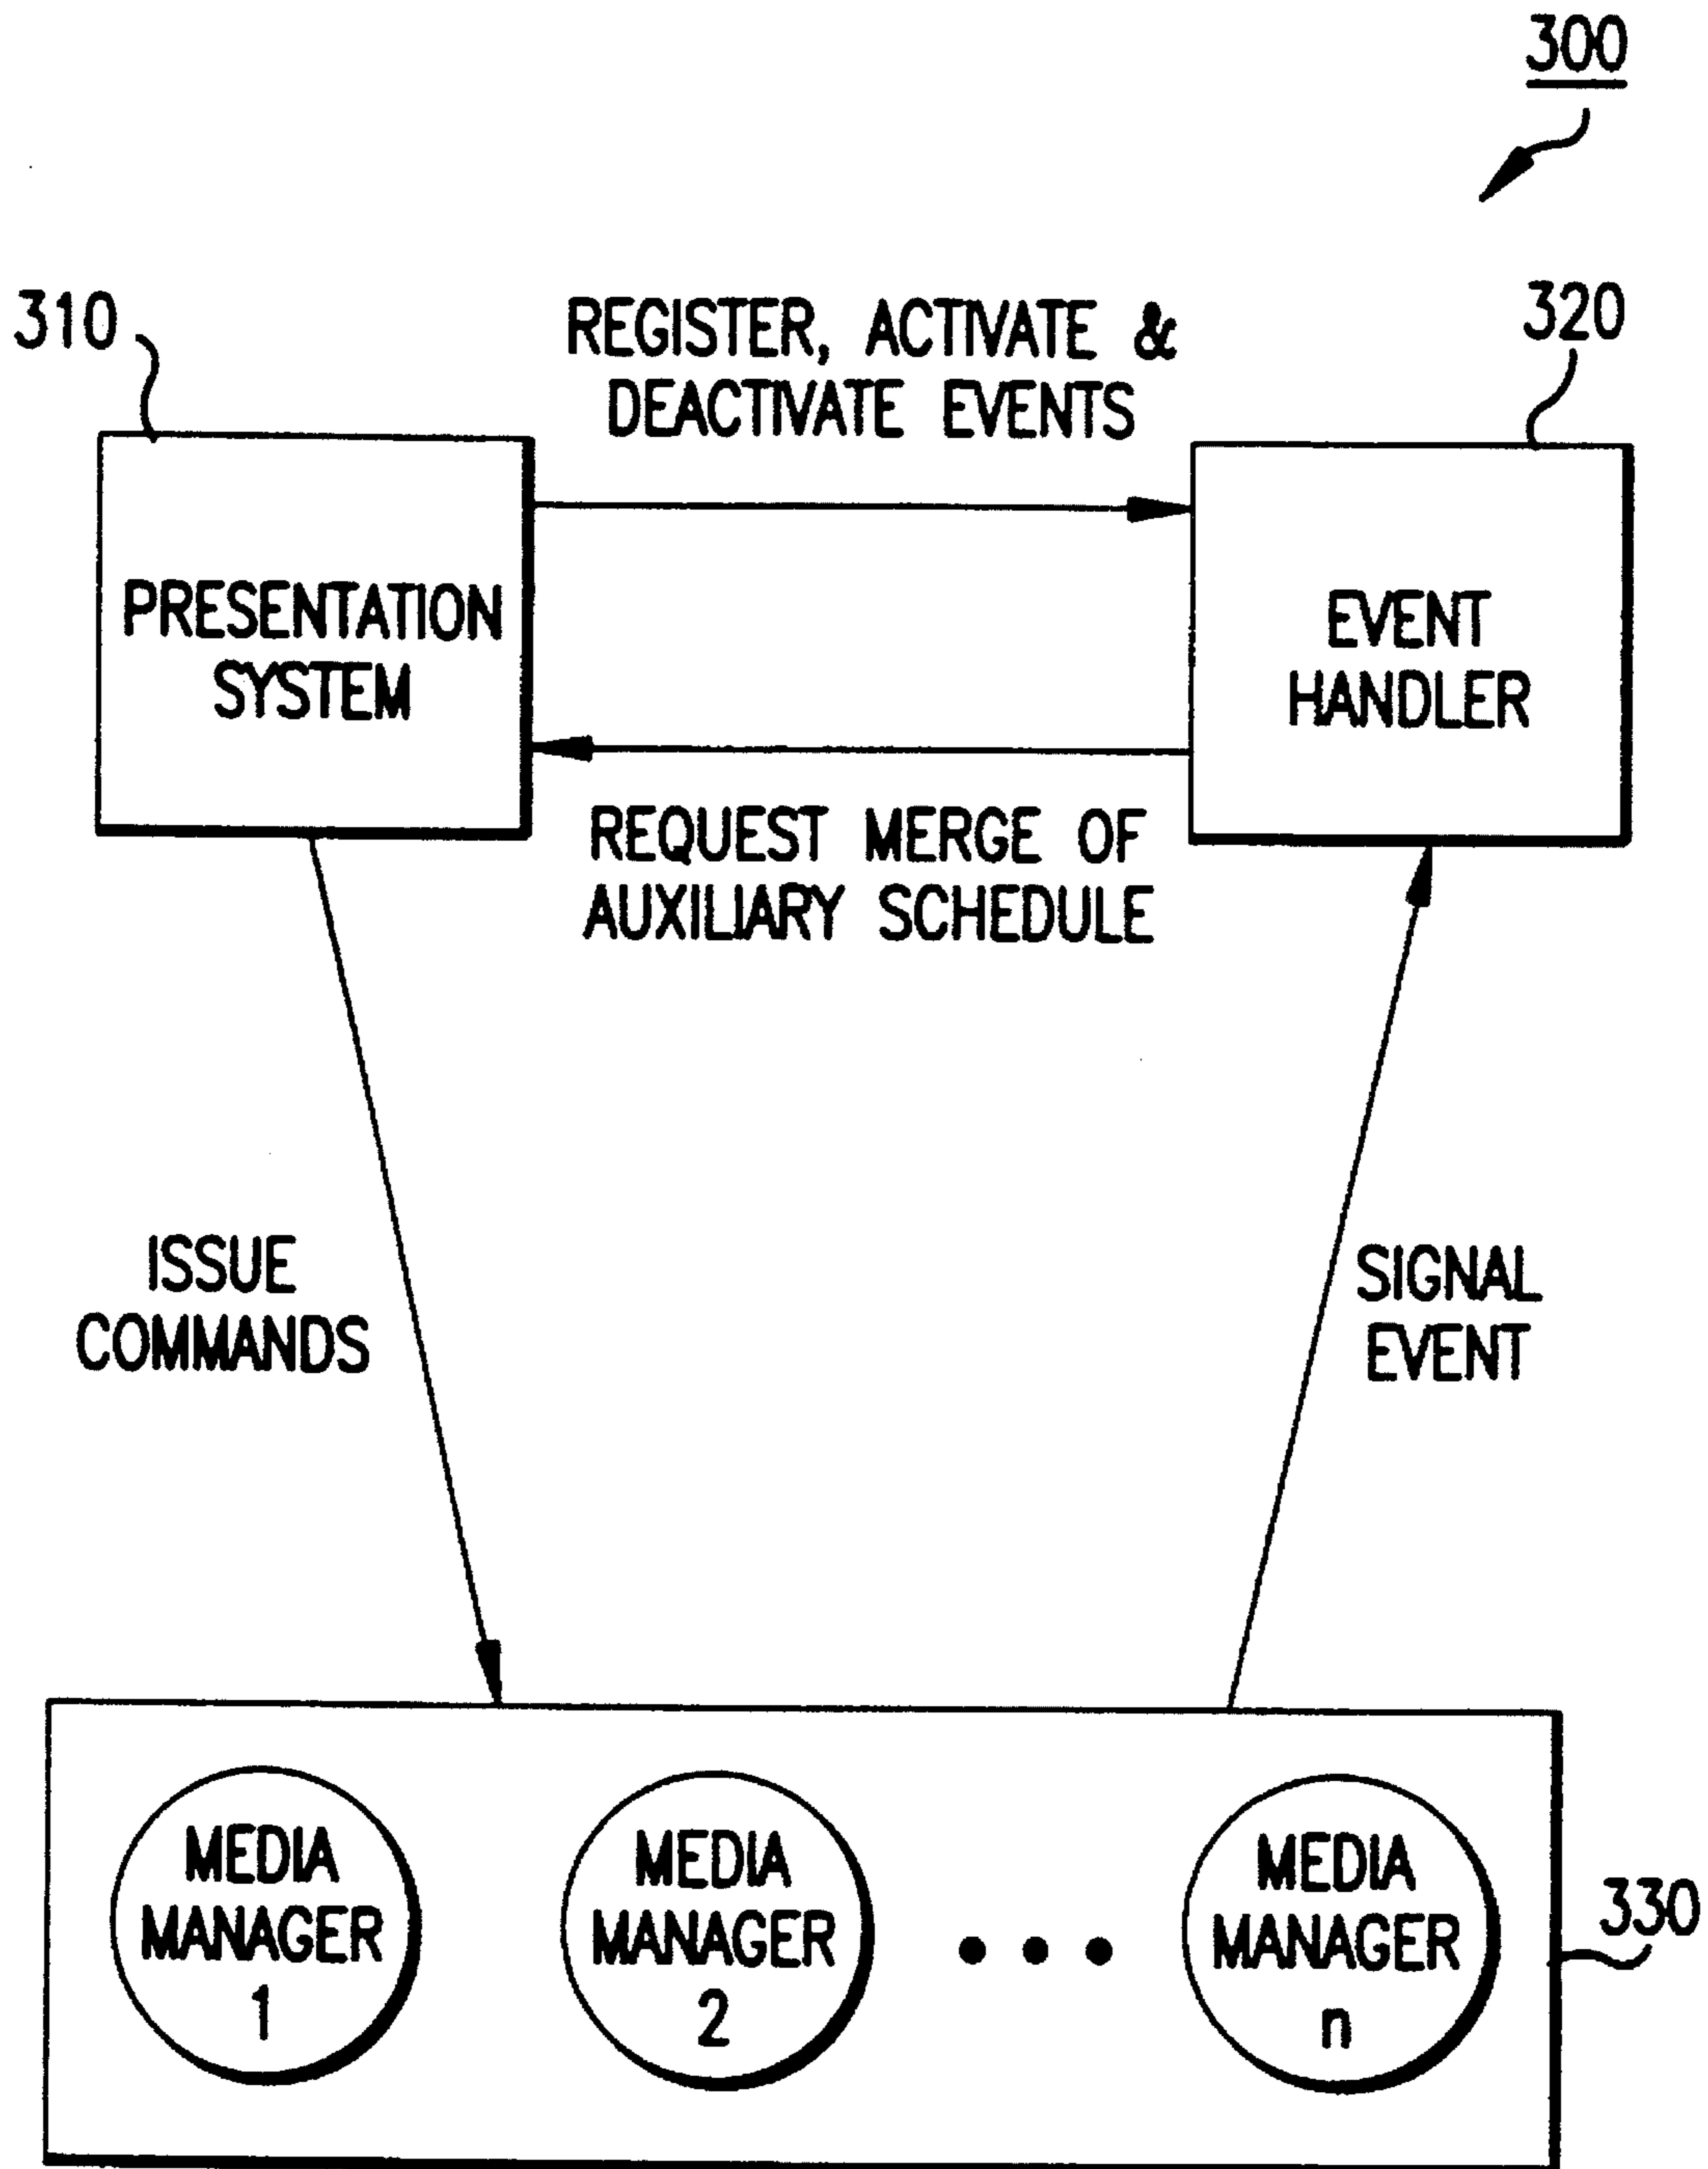 300
310
REGISTER, ACTIVATE &
DEACTIVATE EVENTS
320
PRESENTATION
SYSTEM
EVENT
HANDLER
REQUEST MERGE OF
AUXILIARY SCHEDULE
ISSUE
COMMANDS
SIGNAL
EVENT
MEDIA
MANAGER
1
MEDIA
MANAGER
2
MEDIA
MANAGER
n
330